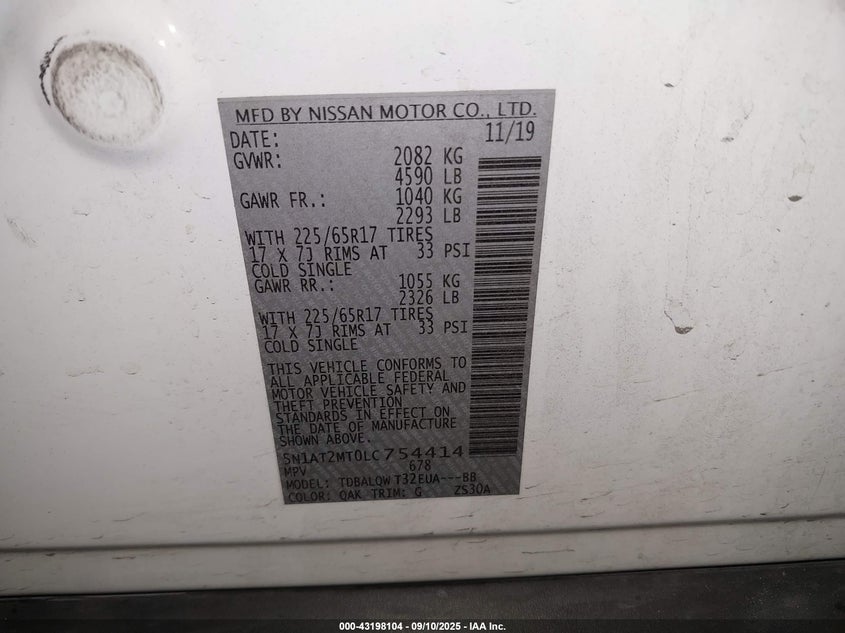 MFD BY NISSAN MOTOR CO., LTD.
DATE: 11/19
GVWR: 2082 KG
4590 LB
GAWR FR.: 1040 KG
2293 LB
WITH 225/65R17 TIRES
17 X 7J RIMS AT 33 PSI
COLD SINGLE
GAWR RR.: 1055 KG
2326 LB
WITH 225/65R17 TIRES
17 X 7J RIMS AT 33 PSI
COLD SINGLE
THIS VEHICLE CONFORMS TO
ALL APPLICABLE FEDERAL
MOTOR VEHICLE SAFETY AND
THEFT PREVENTION
STANDARDS IN EFFECT ON
THE DATE OF MANUFACTURE
SHOWN ABOVE.
5N1AT2MT0LC754414
MPV 678
MODEL: TDBALQWT32EUA---BB
COLOR: QAK TRIM: G ZS30A
000-43198104 - 09/10/2025 - IAA Inc.